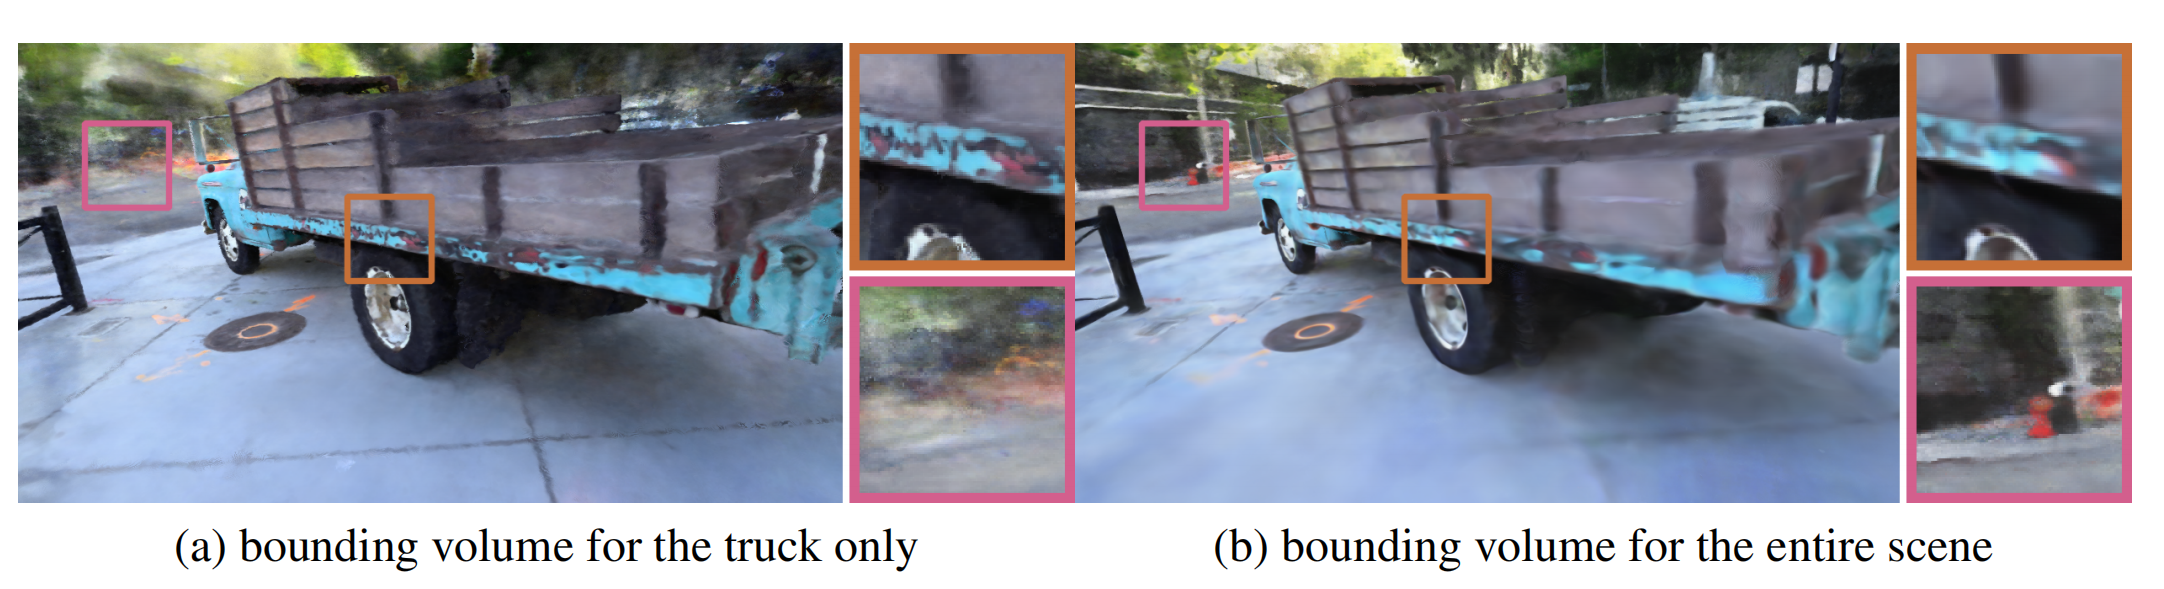 (a) bounding volume for the truck only
(b) bounding volume for the entire scene